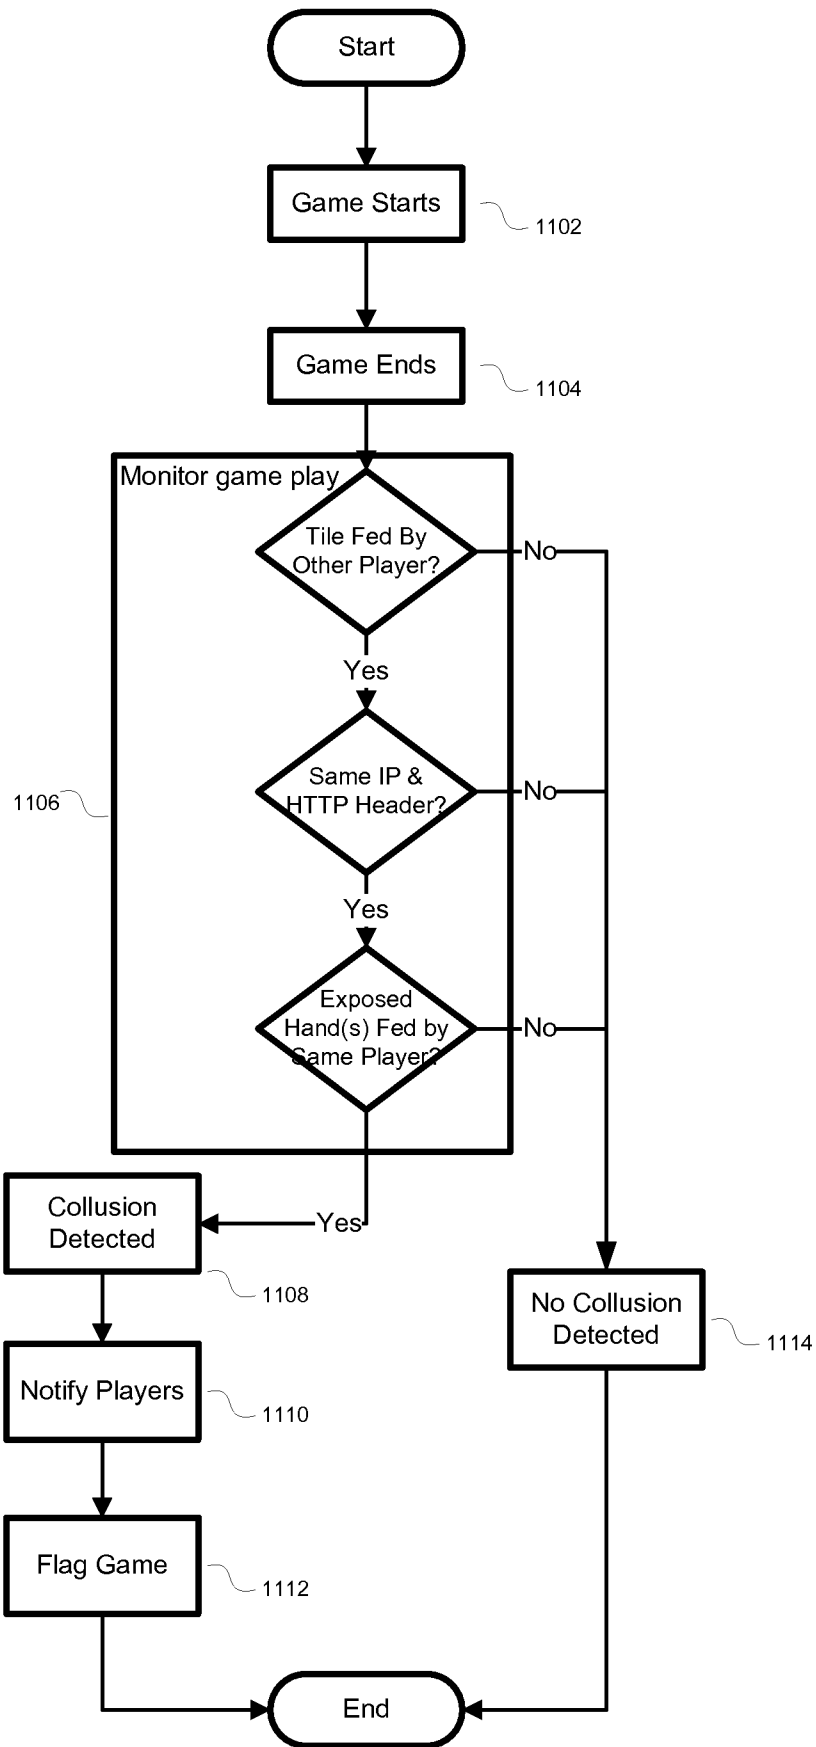 Start
Game Starts
1102
Game Ends
1104
Monitor game play
Tile Fed By
Other Player?
No
Yes
Same IP &
HTTP Header?
No
1106
Yes
Exposed
Hand(s) Fed by
Same Player?
No
Collusion
Detected
Yes
1108
No Collusion
Detected
1114
Notify Players
1110
Flag Game
1112
End